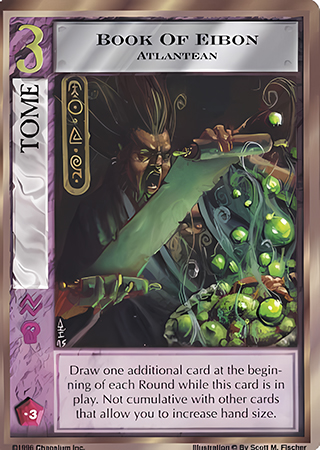 3
BOOK OF EIBON
ATLANTEAN
TOME
Draw one additional card at the begin-
ning of each Round while this card is in
play. Not cumulative with other cards
that allow you to increase hand size.
-3
©1996 Chaosium Inc.
Illustration © By Scott M. Fischer